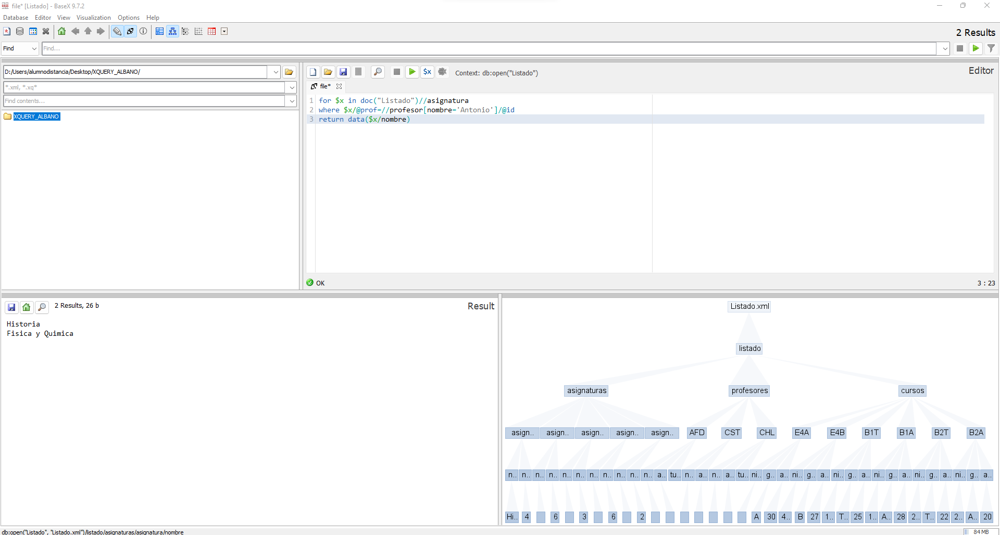 file* [Listado] - BaseX 9.7.2
Database Editor View Visualization Options Help
2 Results
Find
Find...
D:/Users/alumnodistancia/Desktop/XQUERY_ALBANO/
*.xml, *.xq*
Find contents...
XQUERY_ALBANO
$x
Context: db:open("Listado")
Editor
file*
1 for $x in doc("Listado")//asignatura
2 where $x/@prof=//profesor[nombre='Antonio']/@id
3 return data($x/nombre)
OK
3 : 23
2 Results, 26 b
Result
Historia
Fisica y Quimica
Listado.xml
listado
asignaturas profesores cursos
asign.. asign.. asign.. asign.. asign.. AFD CST CHL E4A E4B B1T B1A B2T B2A
n.. n.. n.. n.. n.. n.. n.. n.. n.. n.. n.. a.. tu.. n.. a.. n.. a.. tu.. ni.. g.. a.. ni.. g.. a.. ni.. g.. a.. ni.. g.. a.. ni.. g.. a.. ni.. g.. a..
Hi.. 4 6 3 6 2 A 30 4.. B 27 1.. T.. 25 1.. A.. 28 2.. T.. 22 2.. A.. 20
db:open("Listado", "Listado.xml")/listado/asignaturas/asignatura/nombre
84 MB